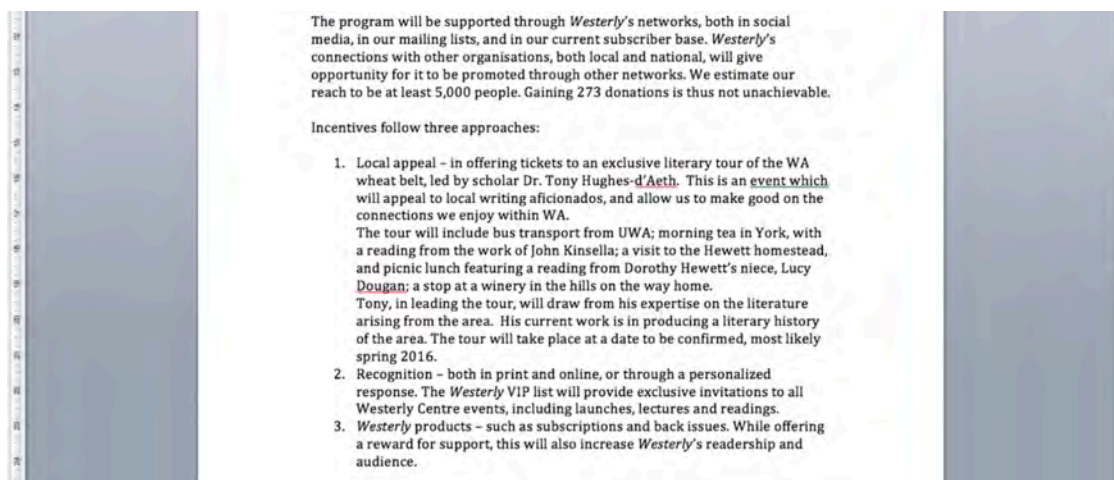 The program will be supported through Westerly's networks, both in social
media, in our mailing lists, and in our current subscriber base. Westerly's
connections with other organisations, both local and national, will give
opportunity for it to be promoted through other networks. We estimate our
reach to be at least 5,000 people. Gaining 273 donations is thus not unachievable.
Incentives follow three approaches:
1. Local appeal – in offering tickets to an exclusive literary tour of the WA
wheat belt, led by scholar Dr. Tony Hughes-d'Aeth. This is an event which
will appeal to local writing aficionados, and allow us to make good on the
connections we enjoy within WA.
The tour will include bus transport from UWA; morning tea in York, with
a reading from the work of John Kinsella; a visit to the Hewett homestead,
and picnic lunch featuring a reading from Dorothy Hewett's niece, Lucy
Dougan; a stop at a winery in the hills on the way home.
Tony, in leading the tour, will draw from his expertise on the literature
arising from the area. His current work is in producing a literary history
of the area. The tour will take place at a date to be confirmed, most likely
spring 2016.
2. Recognition – both in print and online, or through a personalized
response. The Westerly VIP list will provide exclusive invitations to all
Westerly Centre events, including launches, lectures and readings.
3. Westerly products – such as subscriptions and back issues. While offering
a reward for support, this will also increase Westerly's readership and
audience.